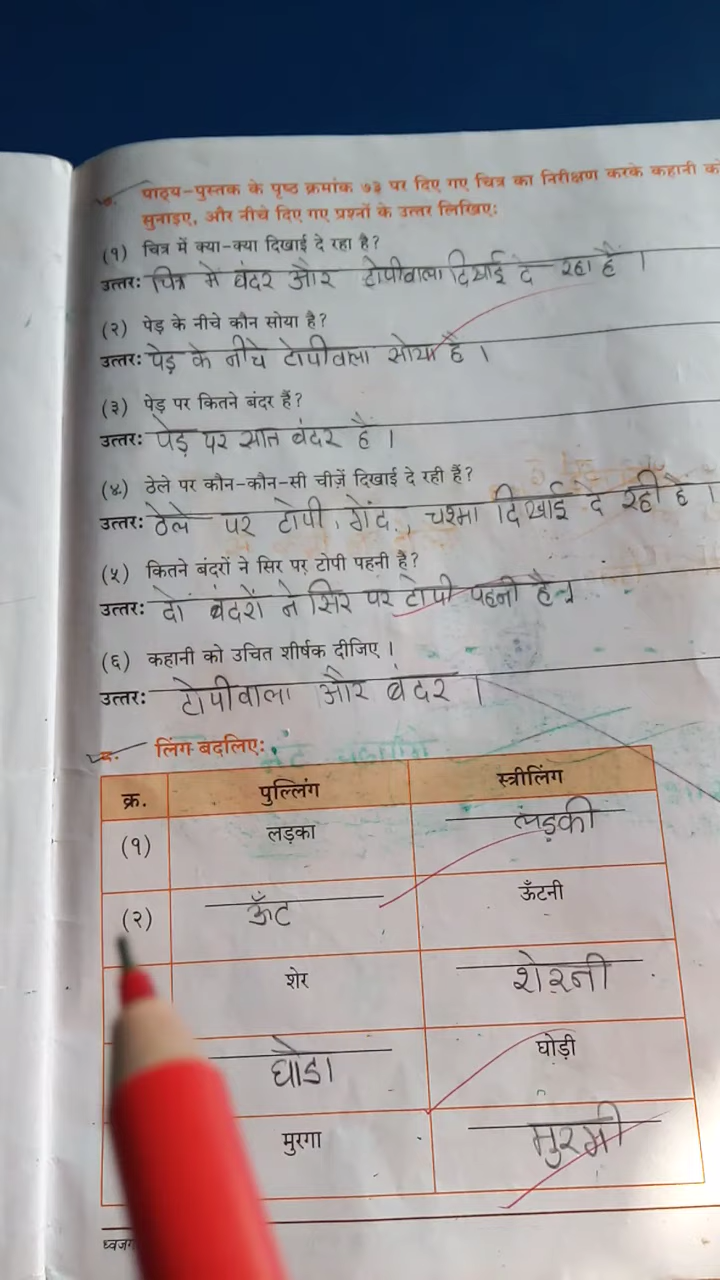 पाठ्य-पुस्तक के पृष्ठ क्रमांक ७३ पर दिए गए चित्र का निरीक्षण करके कहानी को
सुनाइए, और नीचे दिए गए प्रश्नों के उत्तर लिखिए:
(१) चित्र में क्या-क्या दिखाई दे रहा है?
उत्तर: चित्र मे बंदर और टोपीवाला दिखाई दे रहा है ।
(२) पेड़ के नीचे कौन सोया है?
उत्तर: पेड़ के नीचे टोपीवाला सोया है ।
(३) पेड़ पर कितने बंदर हैं?
उत्तर: पेड़ पर सात बंदर हैं ।
(४) ठेले पर कौन-कौन-सी चीज़ें दिखाई दे रही हैं?
उत्तर: ठेले पर टोपी, गेंद, चश्मा दिखाई दे रही हैं ।
(५) कितने बंदरों ने सिर पर टोपी पहनी है?
उत्तर: दो बंदरों ने सिर पर टोपी पहनी है ।
(६) कहानी को उचित शीर्षक दीजिए ।
उत्तर: टोपीवाला और बंदर ।
८. लिंग बदलिए:
क्र. पुल्लिंग स्त्रीलिंग
(१) लड़का लड़की
(२) ऊँट ऊँटनी
शेर शेरनी
घोडा घोड़ी
मुरगा मुरगी